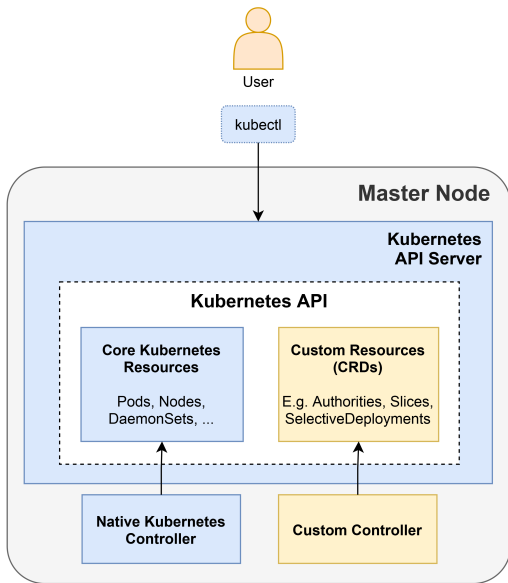 User
kubectl
Master Node
Kubernetes
API Server
Kubernetes API
Core Kubernetes
Resources
Pods, Nodes,
DaemonSets, ...
Custom Resources
(CRDs)
E.g. Authorities, Slices,
SelectiveDeployments
Native Kubernetes
Controller
Custom Controller